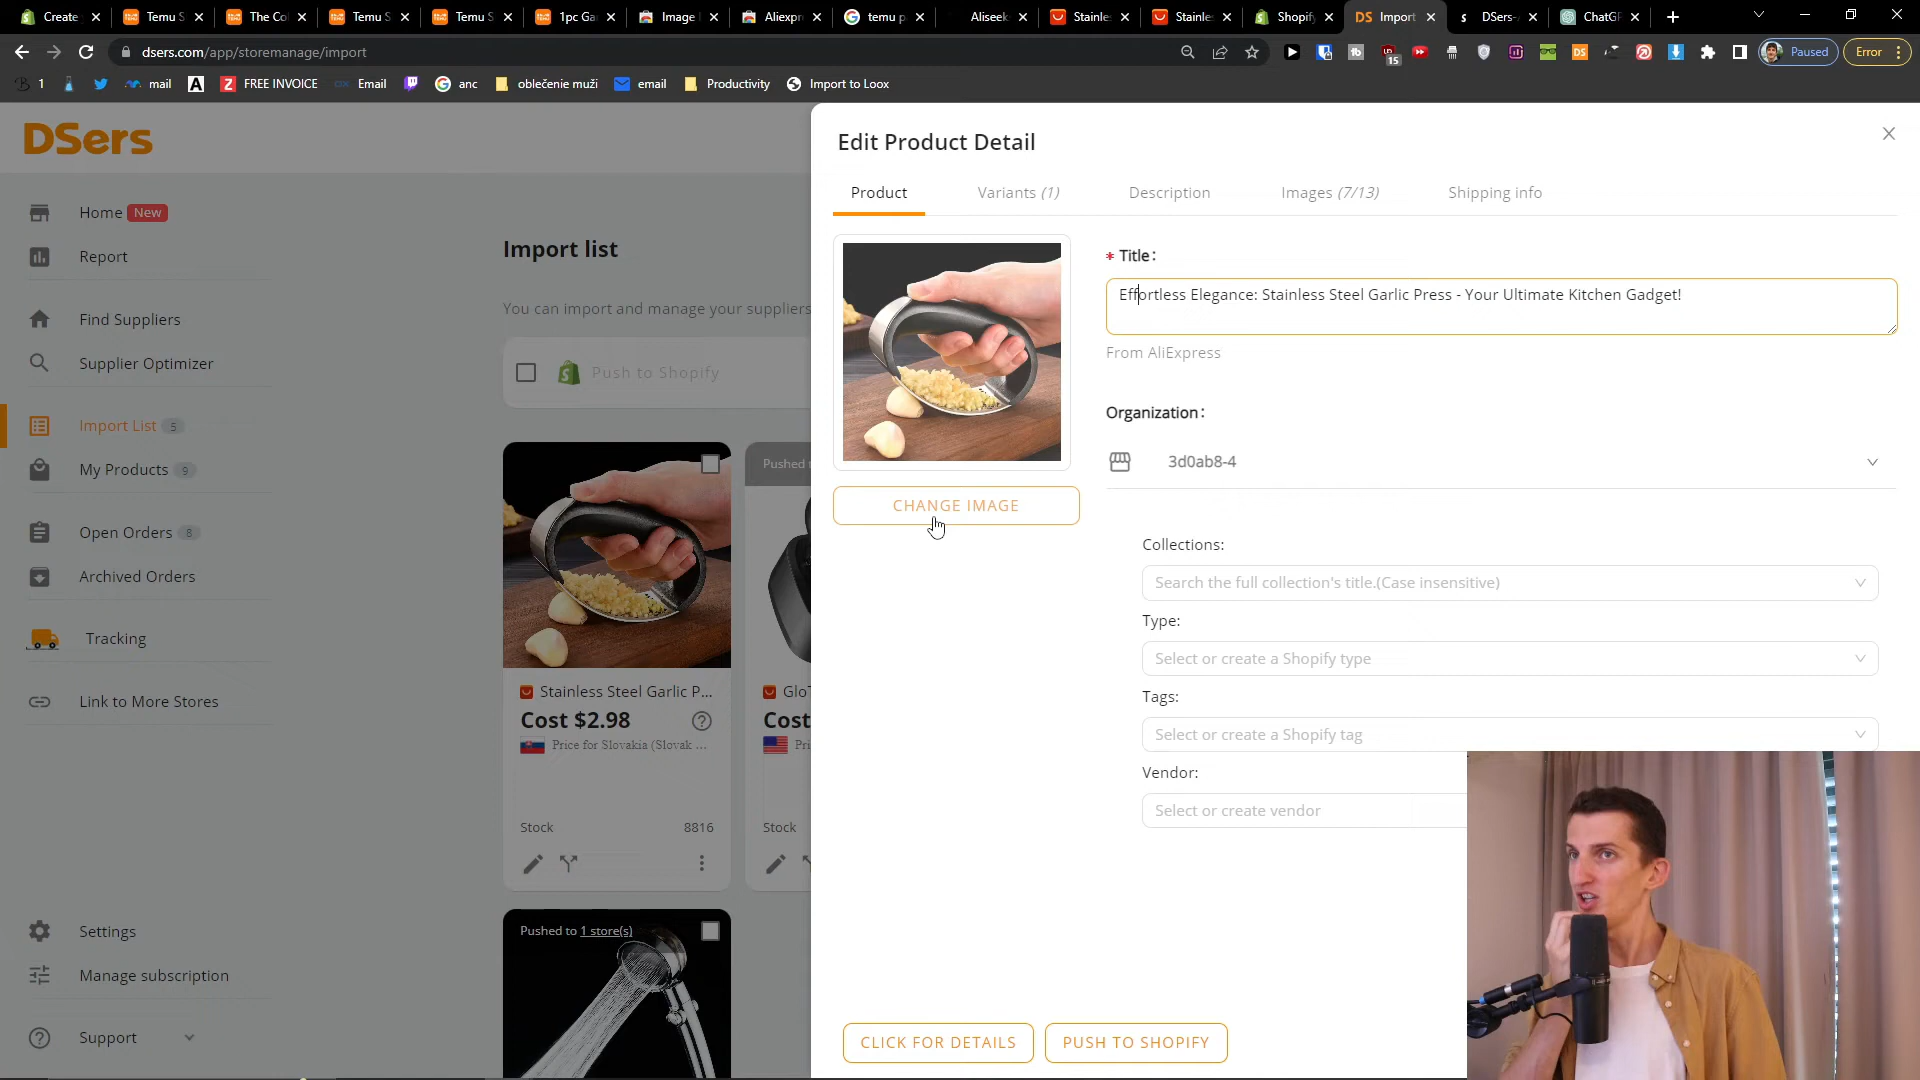 Create
Temu S
The Co
Temu S
Temu S
1pc Ga
Image
Aliexpr
temu p
Aliseek
Stainle
Stainle
Shopify
DS Import
DSers-
ChatGP
dsers.com/app/storemanage/import
15
Paused
Error
1
mail
FREE INVOICE
Email
anc
oblečenie muži
email
Productivity
Import to Loox
DSers
Home New
Report
Find Suppliers
Supplier Optimizer
Import List 5
My Products 9
Open Orders 8
Archived Orders
Tracking
Link to More Stores
Settings
Manage subscription
Support
Import list
You can import and manage your suppliers
Push to Shopify
Pushed
Stainless Steel Garlic P...
Cost $2.98
Price for Slovakia (Slovak ...
Stock 8816
Glo
Cost
Pri
Stock
Pushed to 1 store(s)
Edit Product Detail
Product
Variants (1)
Description
Images (7/13)
Shipping info
CHANGE IMAGE
* Title:
Effortless Elegance: Stainless Steel Garlic Press - Your Ultimate Kitchen Gadget!
From AliExpress
Organization:
3d0ab8-4
Collections:
Search the full collection's title.(Case insensitive)
Type:
Select or create a Shopify type
Tags:
Select or create a Shopify tag
Vendor:
Select or create vendor
CLICK FOR DETAILS
PUSH TO SHOPIFY